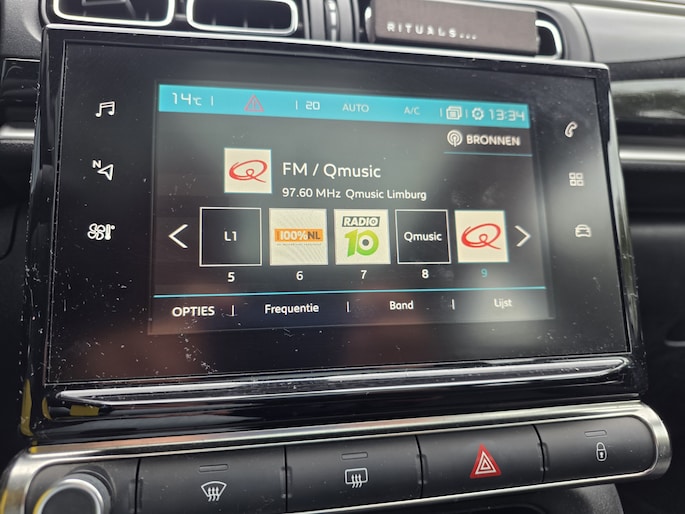 RITUALS...
14°C 20 AUTO A/C 13:34
BRONNEN
FM / Qmusic
97.60 MHz Qmusic Limburg
L1 100%NL RADIO 10 Qmusic
5 6 7 8 9
OPTIES Frequentie Band Lijst
N